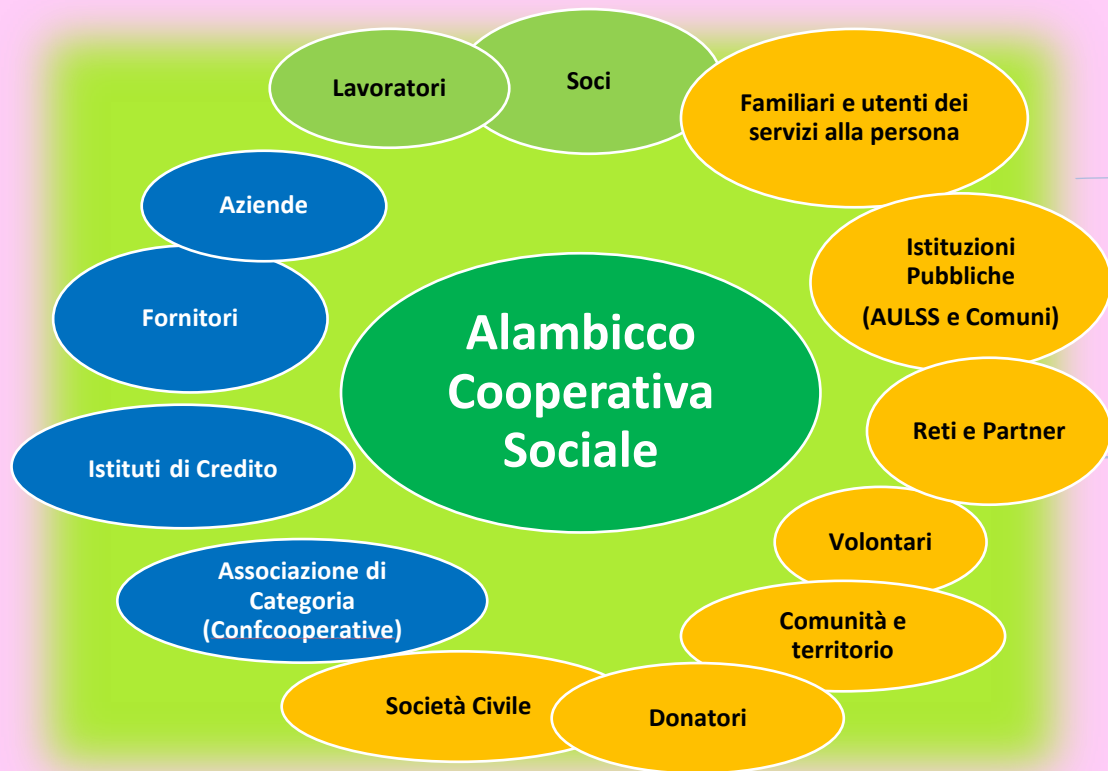 Lavoratori
Soci
Familiari e utenti dei
servizi alla persona
Aziende
Istituzioni
Pubbliche
(AULSS e Comuni)
Fornitori
Alambicco
Cooperativa
Sociale
Reti e Partner
Istituti di Credito
Volontari
Associazione di
Categoria
(Confcooperative)
Comunità e
territorio
Società Civile
Donatori